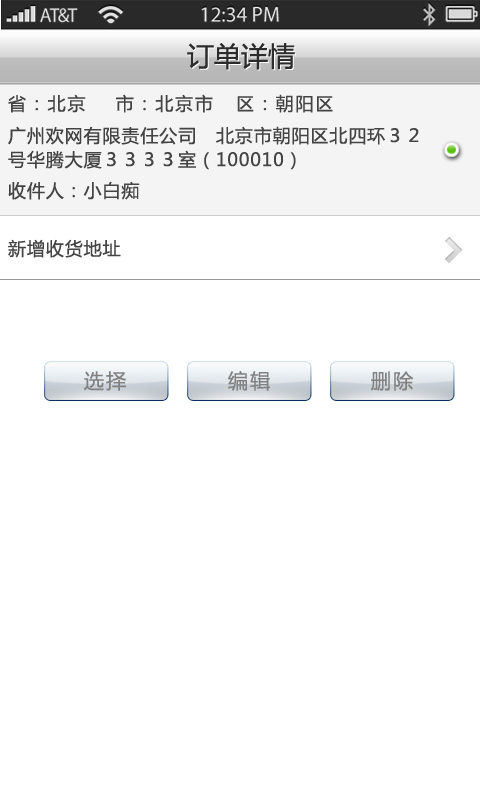 AT&T 12:34 PM
订单详情
省：北京 市：北京市 区：朝阳区
广州欢网有限责任公司 北京市朝阳区北四环３２
号华腾大厦３３３３室（100010）
收件人：小白痴
新增收货地址
选择 编辑 删除